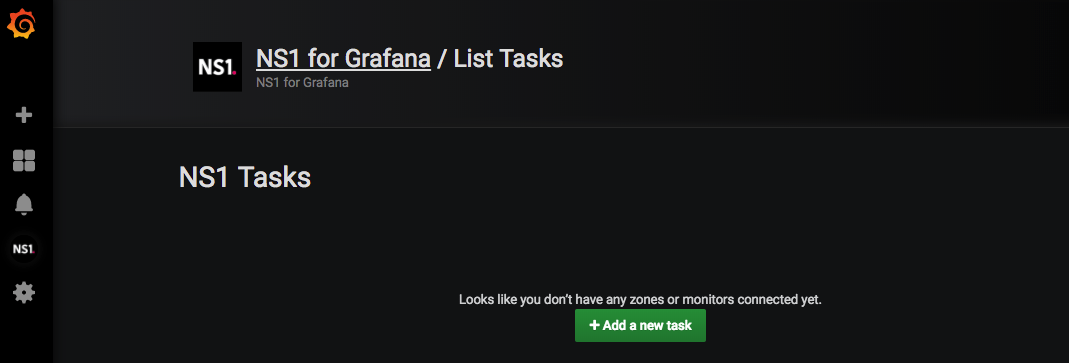 NS1.
NS1 for Grafana / List Tasks
NS1 for Grafana
NS1 Tasks
NS1.
Looks like you don’t have any zones or monitors connected yet.
+ Add a new task